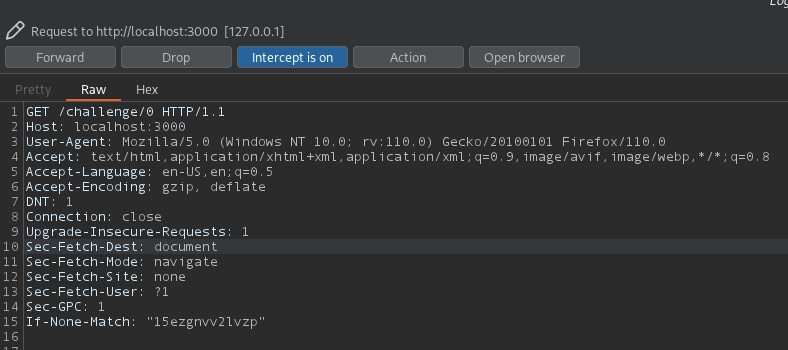 Request to http://localhost:3000 [127.0.0.1]
Forward Drop Intercept is on Action Open browser
Pretty Raw Hex
1 GET /challenge/0 HTTP/1.1
2 Host: localhost:3000
3 User-Agent: Mozilla/5.0 (Windows NT 10.0; rv:110.0) Gecko/20100101 Firefox/110.0
4 Accept: text/html,application/xhtml+xml,application/xml;q=0.9,image/avif,image/webp,*/*;q=0.8
5 Accept-Language: en-US,en;q=0.5
6 Accept-Encoding: gzip, deflate
7 DNT: 1
8 Connection: close
9 Upgrade-Insecure-Requests: 1
10 Sec-Fetch-Dest: document
11 Sec-Fetch-Mode: navigate
12 Sec-Fetch-Site: none
13 Sec-Fetch-User: ?1
14 Sec-GPC: 1
15 If-None-Match: "15ezgnvv2lvzp"
16
17